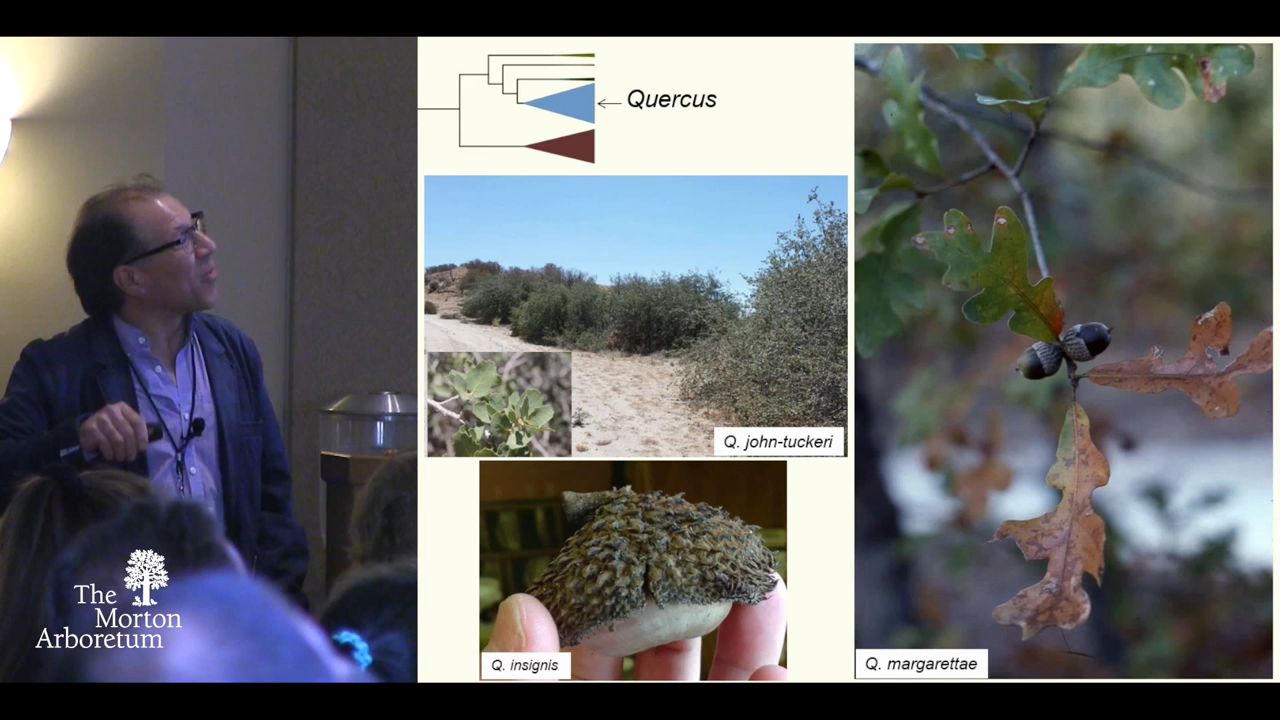 Quercus
Q. john-tuckeri
Q. insignis
Q. margarettae
The
Morton
Arboretum